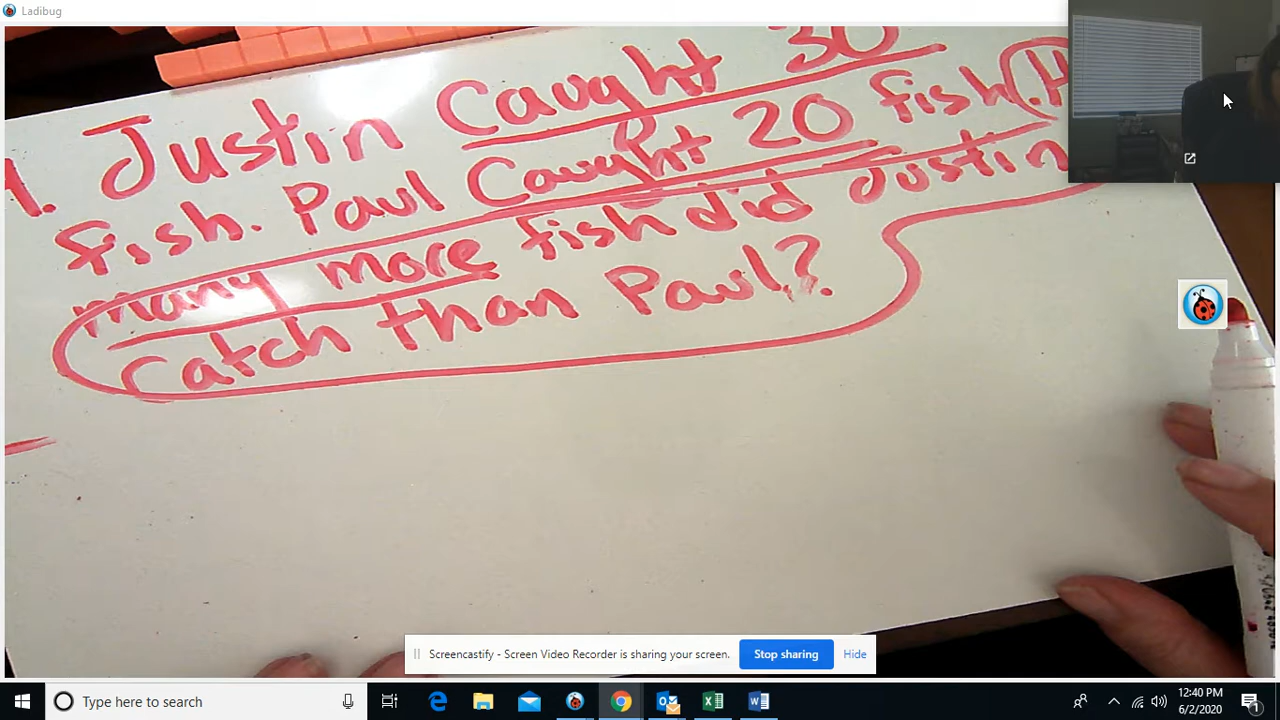 Ladibug
1. Justin Caught 30
fish. Paul Caught 20 fish. H
many more fish did Justin
Catch than Paul?
Screencastify - Screen Video Recorder is sharing your screen.
Stop sharing
Hide
Type here to search
12:40 PM
6/2/2020